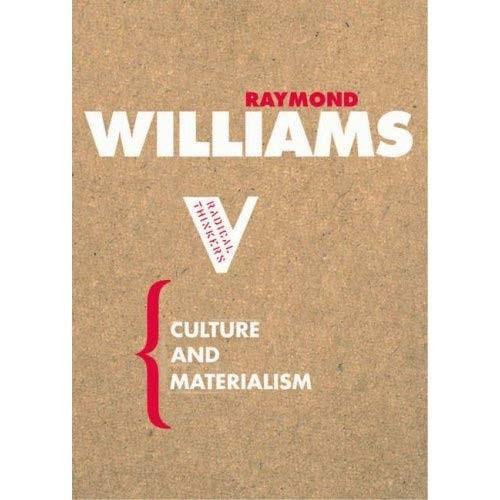 RAYMOND
WILLIAMS
V
RADICAL
THINKERS
CULTURE
AND
MATERIALISM